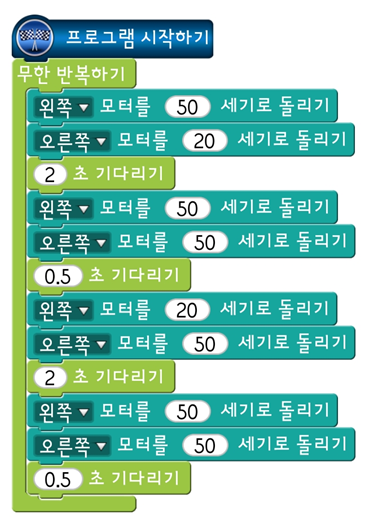 프로그램 시작하기
무한 반복하기
왼쪽 모터를 50 세기로 돌리기
오른쪽 모터를 20 세기로 돌리기
2 초 기다리기
왼쪽 모터를 50 세기로 돌리기
오른쪽 모터를 50 세기로 돌리기
0.5 초 기다리기
왼쪽 모터를 20 세기로 돌리기
오른쪽 모터를 50 세기로 돌리기
2 초 기다리기
왼쪽 모터를 50 세기로 돌리기
오른쪽 모터를 50 세기로 돌리기
0.5 초 기다리기